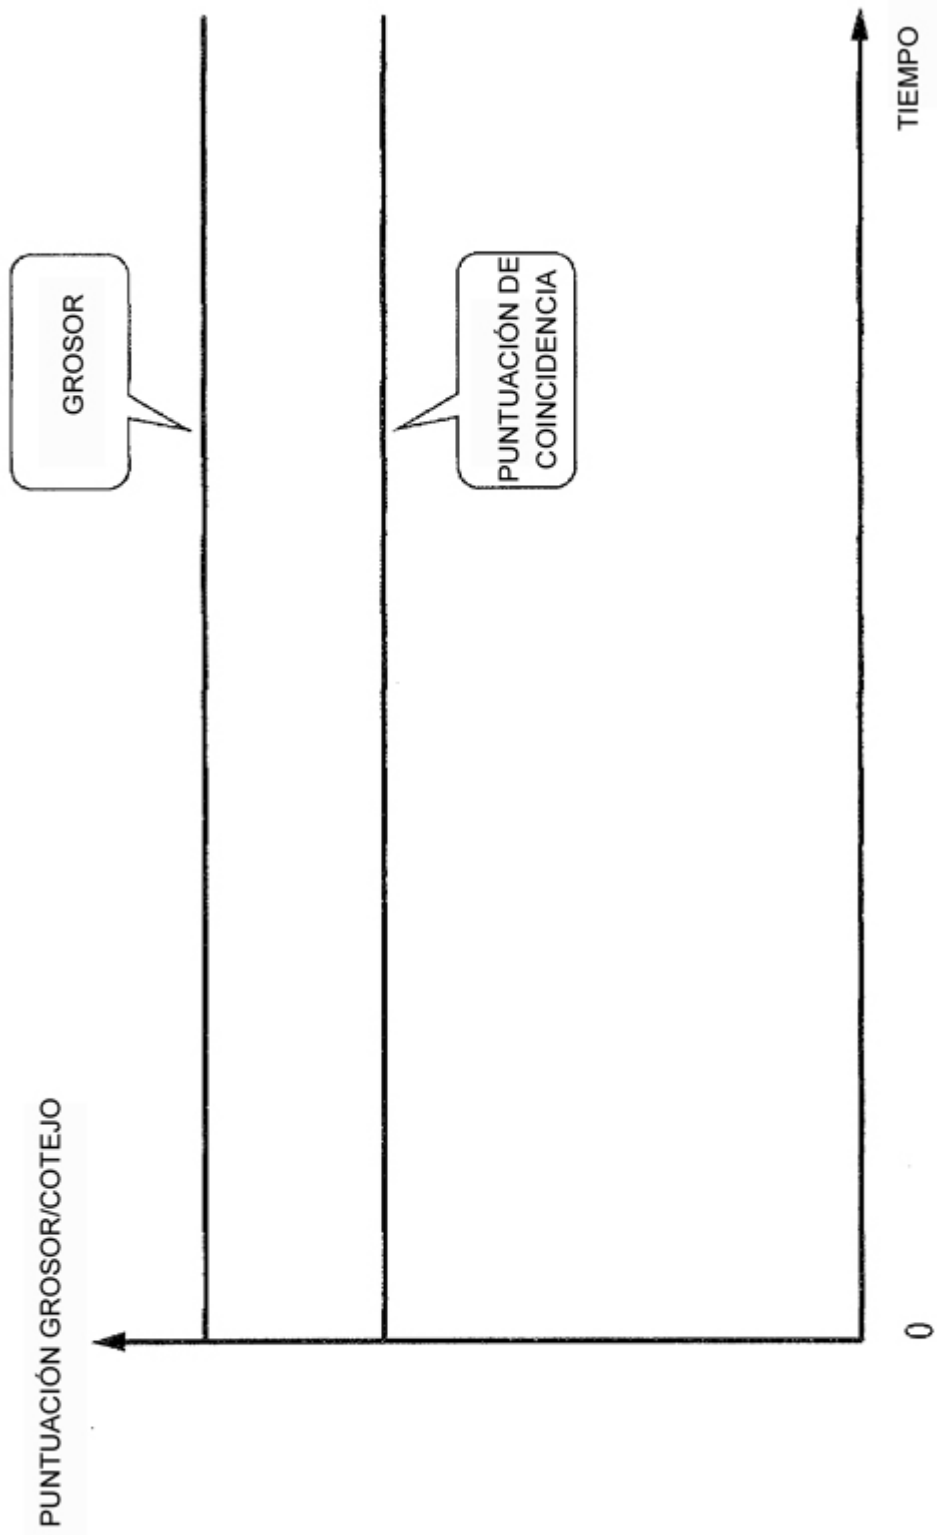 PUNTUACIÓN GROSOR/COTEJO
GROSOR
PUNTUACIÓN DE
COINCIDENCIA
0
TIEMPO